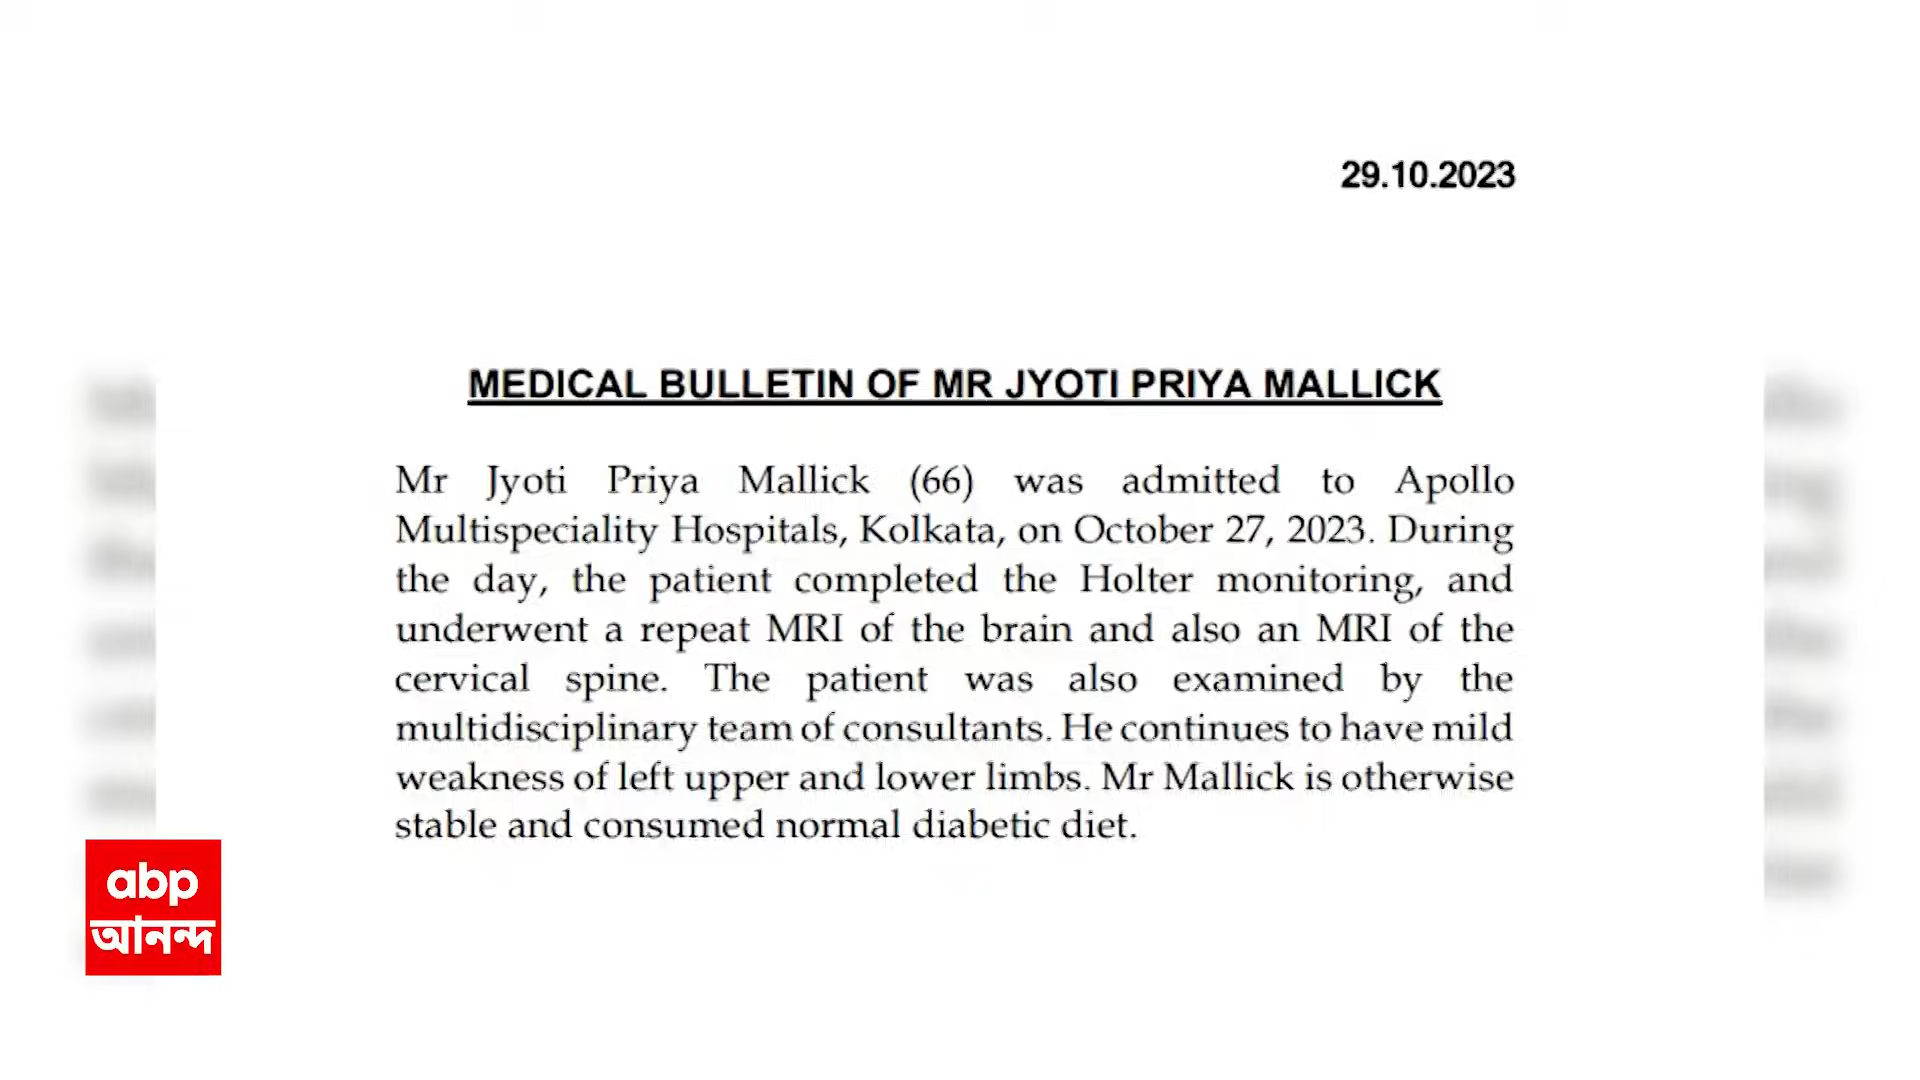 29.10.2023
MEDICAL BULLETIN OF MR JYOTI PRIYA MALLICK
Mr Jyoti Priya Mallick (66) was admitted to Apollo
Multispeciality Hospitals, Kolkata, on October 27, 2023. During
the day, the patient completed the Holter monitoring, and
underwent a repeat MRI of the brain and also an MRI of the
cervical spine. The patient was also examined by the
multidisciplinary team of consultants. He continues to have mild
weakness of left upper and lower limbs. Mr Mallick is otherwise
stable and consumed normal diabetic diet.
abp
আনন্দ